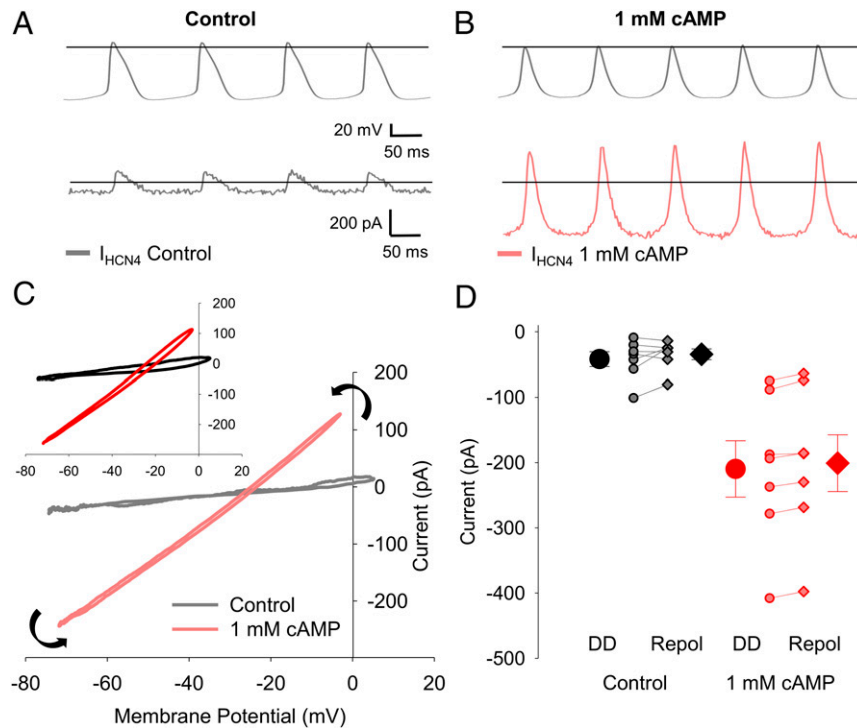 A
Control
20 mV
50 ms
200 pA
50 ms
I_HCN4 Control
B
1 mM cAMP
I_HCN4 1 mM cAMP
C
200
100
0
-100
-200
-80 -60 -40 -20 0 20
200
100
0
-100
-200
Current (pA)
Control
1 mM cAMP
-80 -60 -40 -20 0 20
Membrane Potential (mV)
D
Current (pA)
0
-100
-200
-300
-400
-500
DD Repol DD Repol
Control 1 mM cAMP